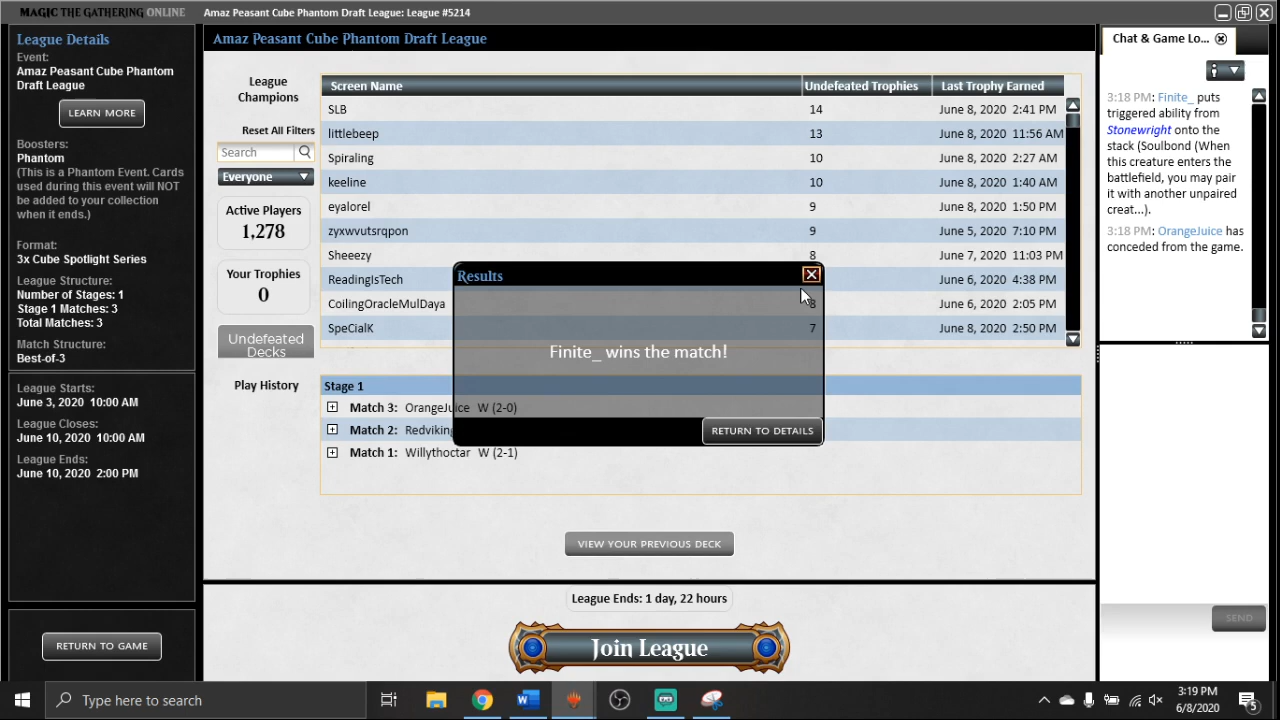 MAGIC THE GATHERING ONLINE
Amaz Peasant Cube Phantom Draft League: League #5214
League Details
Event:
Amaz Peasant Cube Phantom
Draft League
LEARN MORE
Boosters:
Phantom
(This is a Phantom Event. Cards
used during this event will NOT
be added to your collection
when it ends.)
Format:
3x Cube Spotlight Series
League Structure:
Number of Stages: 1
Stage 1 Matches: 3
Total Matches: 3
Match Structure:
Best-of-3
League Starts:
June 3, 2020 10:00 AM
League Closes:
June 10, 2020 10:00 AM
League Ends:
June 10, 2020 2:00 PM
RETURN TO GAME
Amaz Peasant Cube Phantom Draft League
League
Champions
Reset All Filters
Search
Everyone
Active Players
1,278
Your Trophies
0
Undefeated
Decks
Screen Name Undefeated Trophies Last Trophy Earned
SLB 14 June 8, 2020 2:41 PM
littlebeep 13 June 8, 2020 11:56 AM
Spiraling 10 June 8, 2020 2:27 AM
keeline 10 June 8, 2020 1:40 AM
eyalorel 9 June 8, 2020 1:50 PM
zyxwvutsrqpon 9 June 5, 2020 7:10 PM
Sheeezy 8 June 7, 2020 11:03 PM
ReadingIsTech June 6, 2020 4:38 PM
CoilingOracleMulDaya 8 June 6, 2020 2:05 PM
SpeCialK 7 June 8, 2020 2:50 PM
Results
Finite_ wins the match!
RETURN TO DETAILS
Play History
Stage 1
Match 3: OrangeJuice W (2-0)
Match 2: Redviking
Match 1: Willythoctar W (2-1)
VIEW YOUR PREVIOUS DECK
League Ends: 1 day, 22 hours
Join League
Chat & Game Lo...
3:18 PM: Finite_ puts
triggered ability from
Stonewright onto the
stack (Soulbond (When
this creature enters the
battlefield, you may pair
it with another unpaired
creat...).
3:18 PM: OrangeJuice has
conceded from the game.
SEND
Type here to search
3:19 PM
6/8/2020
5